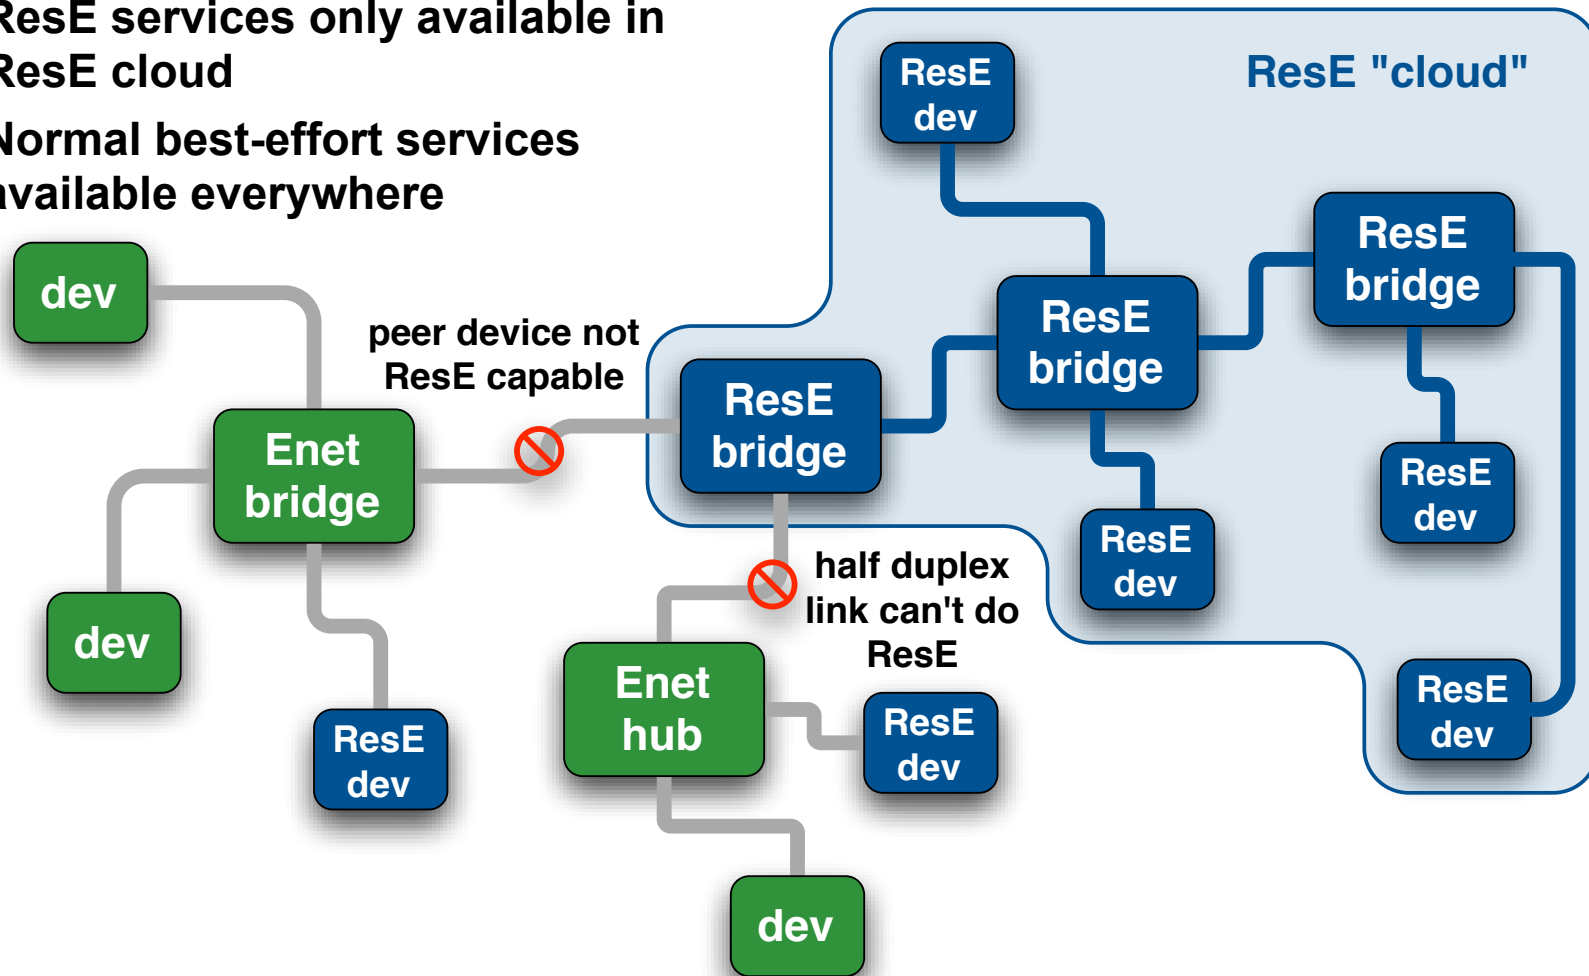 ResE services only available in
ResE cloud
Normal best-effort services
available everywhere
ResE "cloud"
ResE
dev
ResE
bridge
dev
ResE
bridge
peer device not
ResE capable
ResE
bridge
Enet
bridge
ResE
dev
ResE
dev
half duplex
link can't do
ResE
dev
Enet
hub
ResE
dev
ResE
dev
ResE
dev
dev